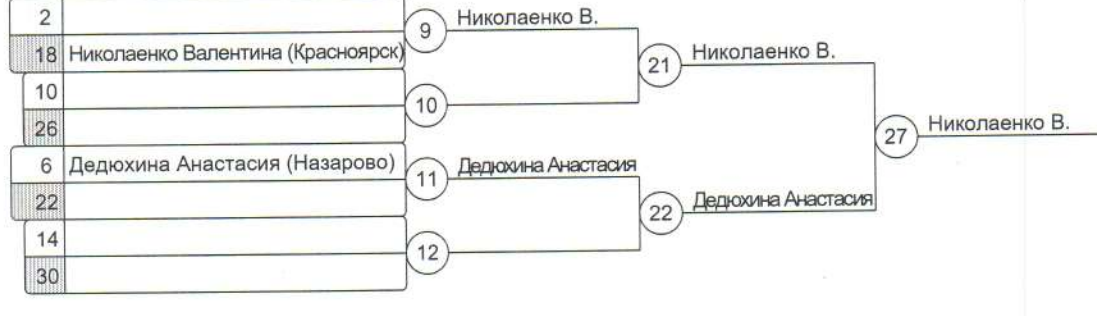 2
9
Николаенко В.
18 Николаенко Валентина (Красноярск)
21
Николаенко В.
10
10
26
27
Николаенко В.
6 Дедюхина Анастасия (Назарово)
11
Дедюхина Анастасия
22
22
Дедюхина Анастасия
14
12
30